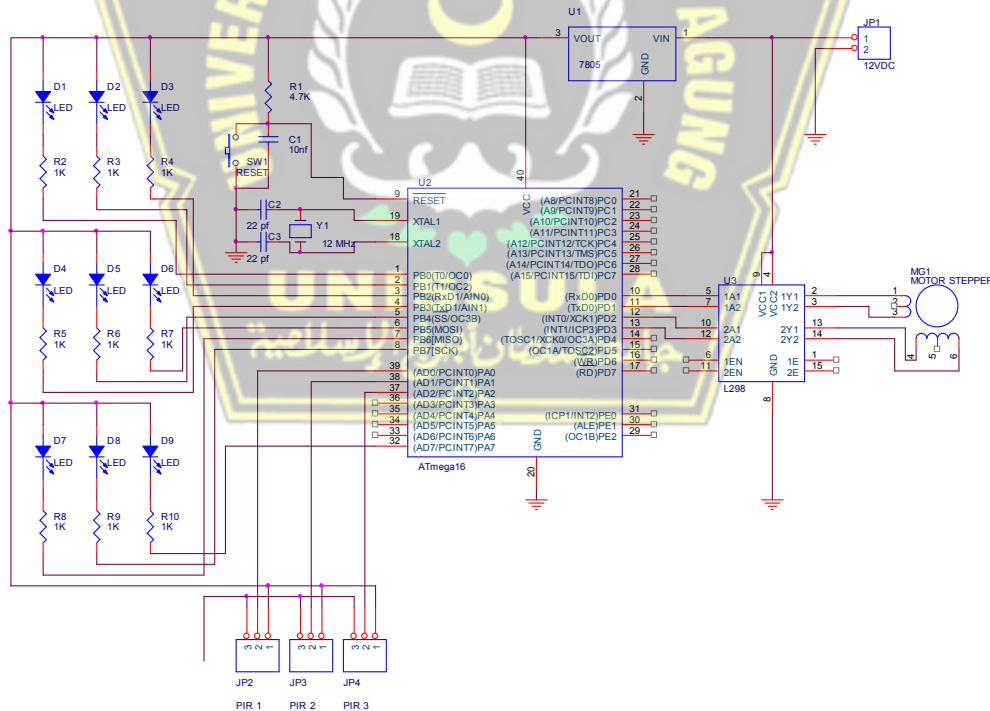 U1
3 VOUT VIN 1
7805
GND
2
JP1
1
2
12VDC
D1
LED
D2
LED
D3
LED
R1
4.7K
C1
10nf
SW1
RESET
R2
1K
R3
1K
R4
1K
C2
22 pf
C3
22 pf
Y1
12 MHz
UNIVER
AGUNG
UNISSULA
U2
40
VCC
9 RESET
19 XTAL1
18 XTAL2
1 PB0(T0/OC0)
2 PB1(T1/OC2)
3 PB2(RxD1/AIN0)
4 PB3(TxD1/AIN1)
5 PB4(SS/OC3B)
6 PB5(MOSI)
7 PB6[MISO)
8 PB7[SCK)
39 (AD0/PCINT0)PA0
38 (AD1/PCINT1)PA1
37 (AD2/PCINT2)PA2
36 (AD3/PCINT3)PA3
35 (AD4/PCINT4)PA4
34 (AD5/PCINT5)PA5
33 (AD6/PCINT6)PA6
32 (AD7/PCINT7)PA7
(A8/PCINT8)PC0 21
(A9/PCINT9)PC1 22
(A10/PCINT10)PC2 23
(A11/PCINT11)PC3 24
(A12/PCINT12/TCK)PC4 25
(A13/PCINT13/TMS)PC5 26
(A14/PCINT14/TDO)PC6 27
(A15/PCINT15/TDI)PC7 28
(RxD0)PD0 10
(TxD0)PD1 11
(INT0/XCK1)PD2 12
(INT1/ICP3)PD3 13
(TOSC1/XCK0/OC3A)PD4 14
(OC1A/TOSC2)PD5 15
(WR)PD6 16
(RD)PD7 17
(ICP1/INT2)PE0 31
(ALE)PE1 30
(OC1B)PE2 29
GND
20
ATmega16
U3
9 4
VCC1
VCC2
5 1A1
7 1A2
10 2A1
12 2A2
6 1EN
11 2EN
1Y1 2
1Y2 3
2Y1 13
2Y2 14
1E 1
2E 15
GND
8
L298
MG1
MOTOR STEPPER
1
2
3
4 5 6
D4
LED
D5
LED
D6
LED
R5
1K
R6
1K
R7
1K
D7
LED
D8
LED
D9
LED
R8
1K
R9
1K
R10
1K
3 2 1
3 2 1
3 2 1
JP2
JP3
JP4
PIR 1
PIR 2
PIR 3